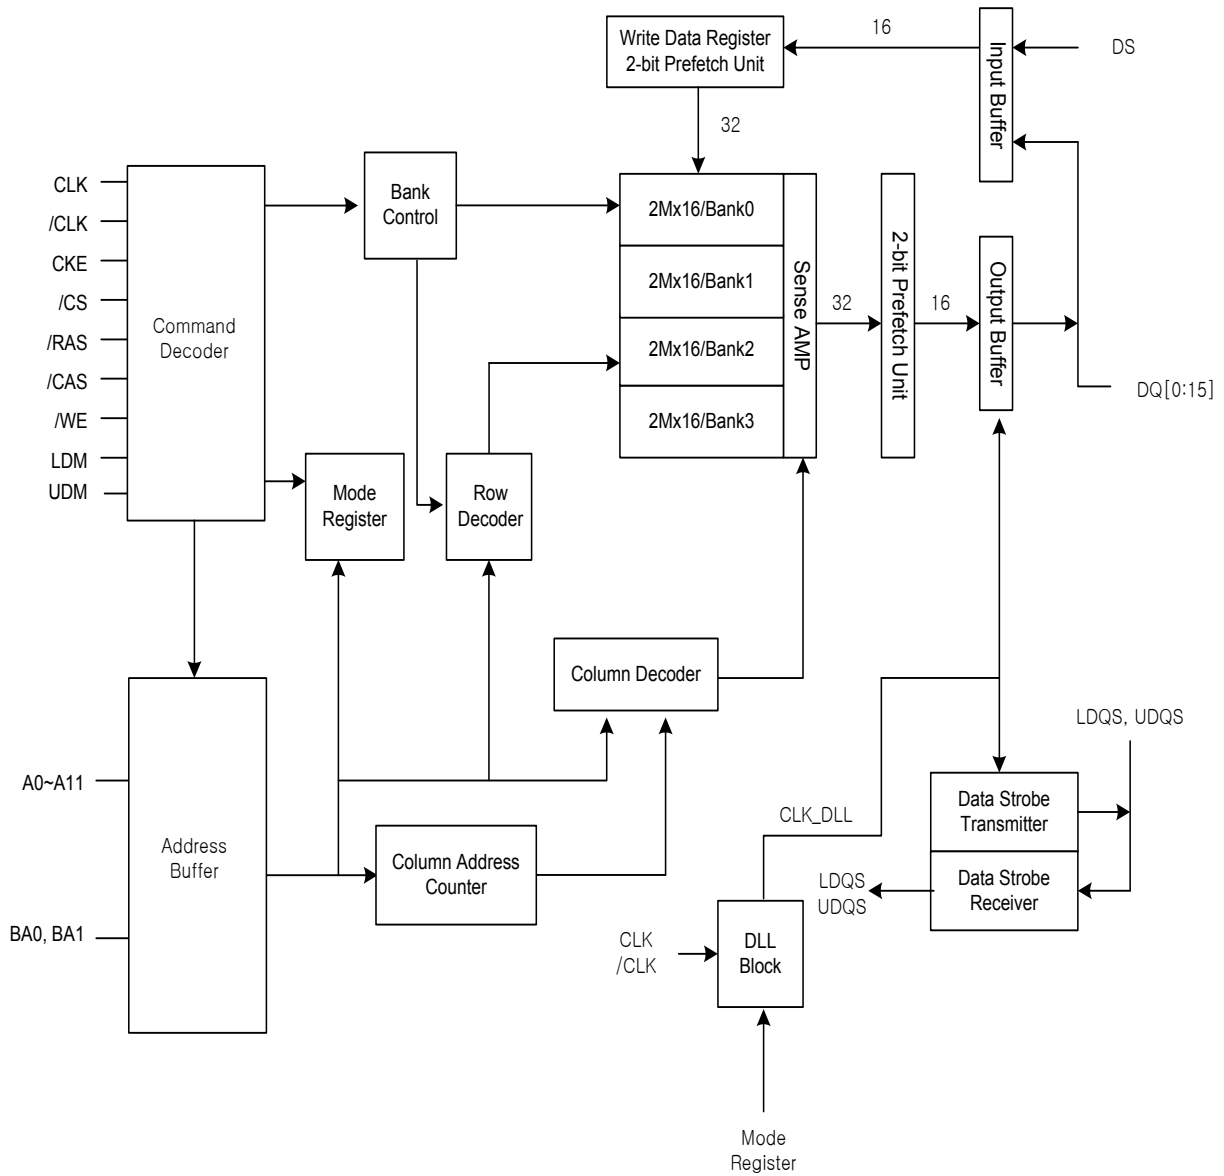 Write Data Register
2-bit Prefetch Unit
16
Input Buffer
DS
32
CLK
/CLK
CKE
/CS
/RAS
/CAS
/WE
LDM
UDM
Command
Decoder
Bank
Control
2Mx16/Bank0
2Mx16/Bank1
2Mx16/Bank2
2Mx16/Bank3
Sense AMP
32
2-bit Prefetch Unit
16
Output Buffer
DQ[0:15]
Mode
Register
Row
Decoder
Column Decoder
LDQS, UDQS
A0~A11
BA0, BA1
Address
Buffer
Column Address
Counter
CLK_DLL
Data Strobe
Transmitter
Data Strobe
Receiver
LDQS
UDQS
CLK
/CLK
DLL
Block
Mode
Register